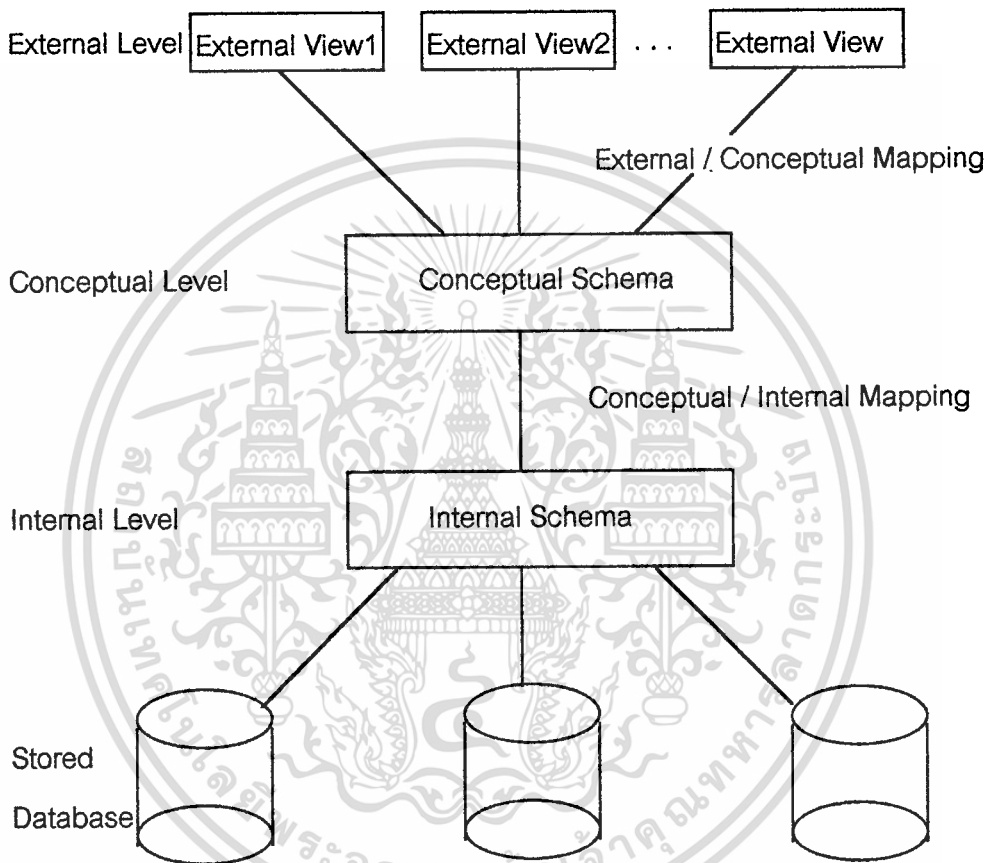 External Level External View1 External View2 ... External View
External / Conceptual Mapping
Conceptual Level Conceptual Schema
Conceptual / Internal Mapping
Internal Level Internal Schema
Stored
Database